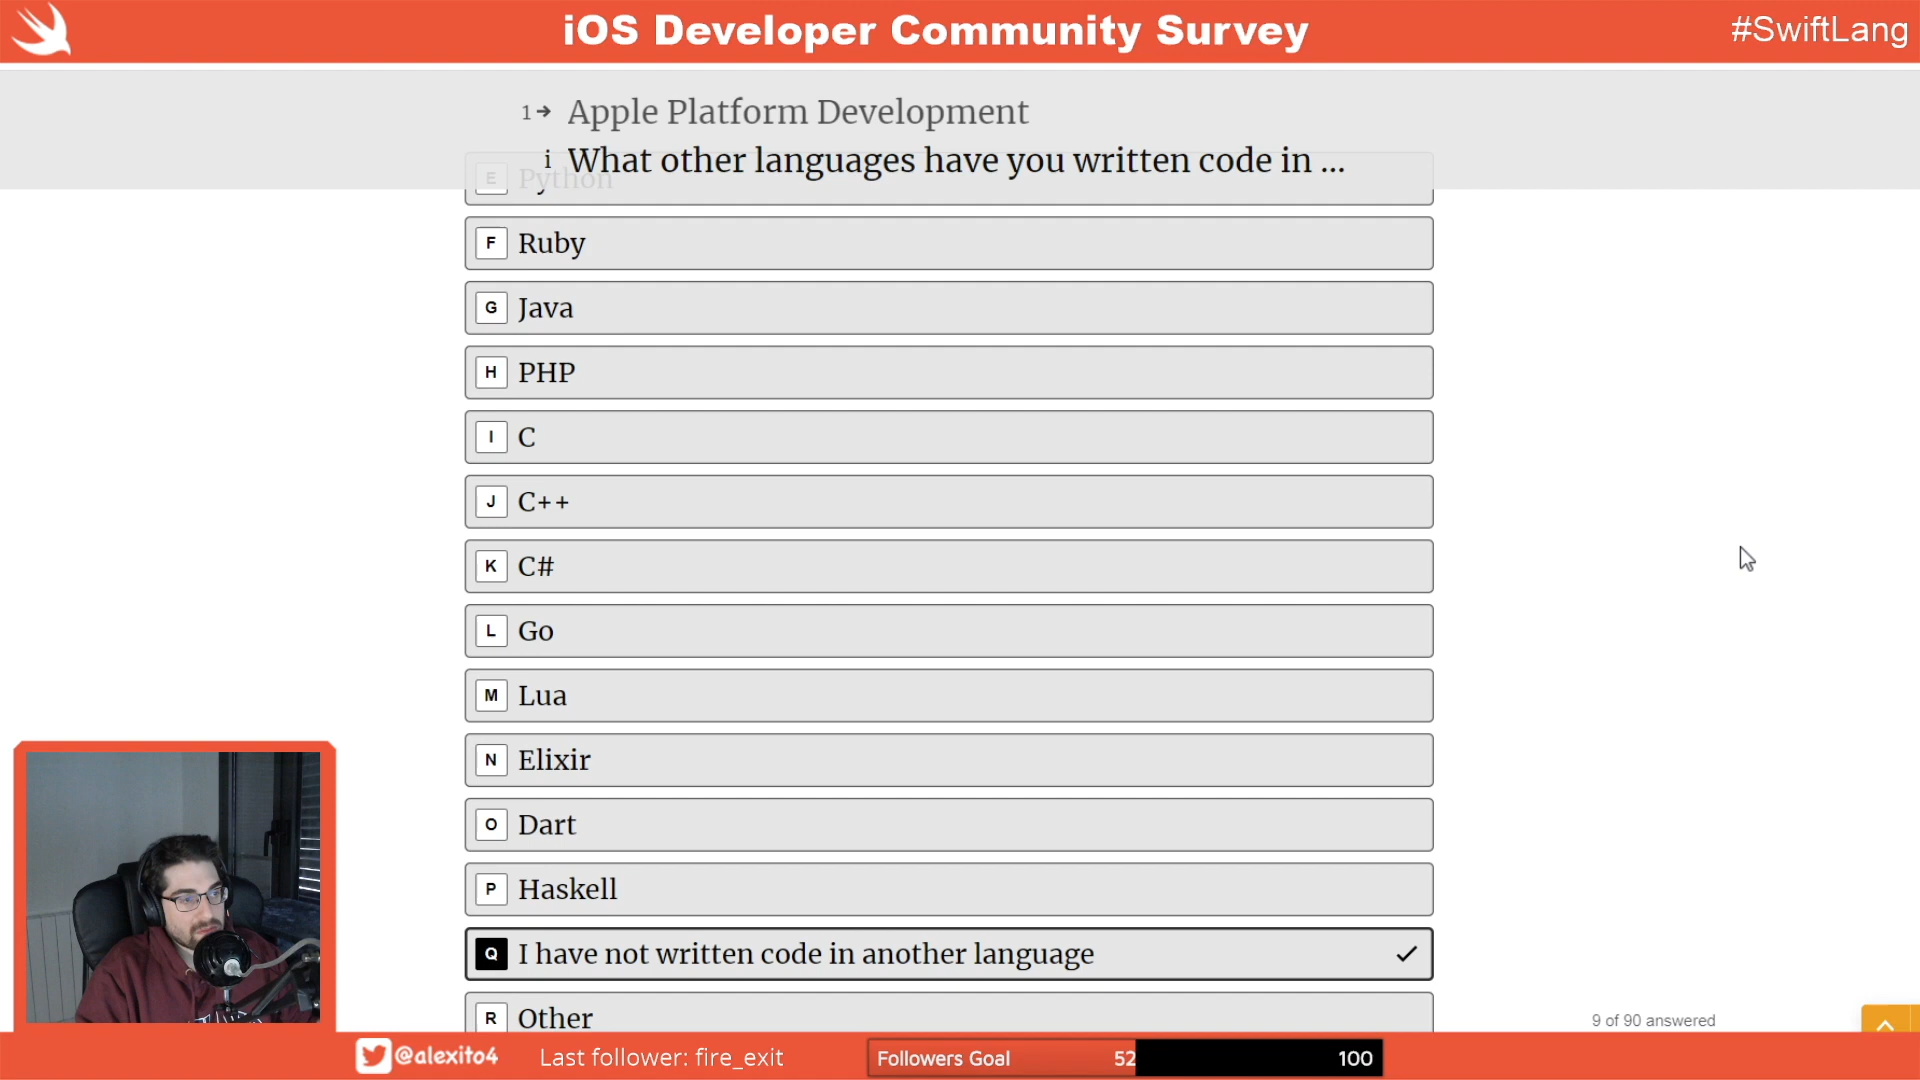 iOS Developer Community Survey
#SwiftLang
1 → Apple Platform Development
i What other languages have you written code in ...
E Python
F Ruby
G Java
H PHP
I C
J C++
K C#
L Go
M Lua
N Elixir
O Dart
P Haskell
Q I have not written code in another language
R Other
9 of 90 answered
@alexito4
Last follower: fire_exit
Followers Goal 52 100